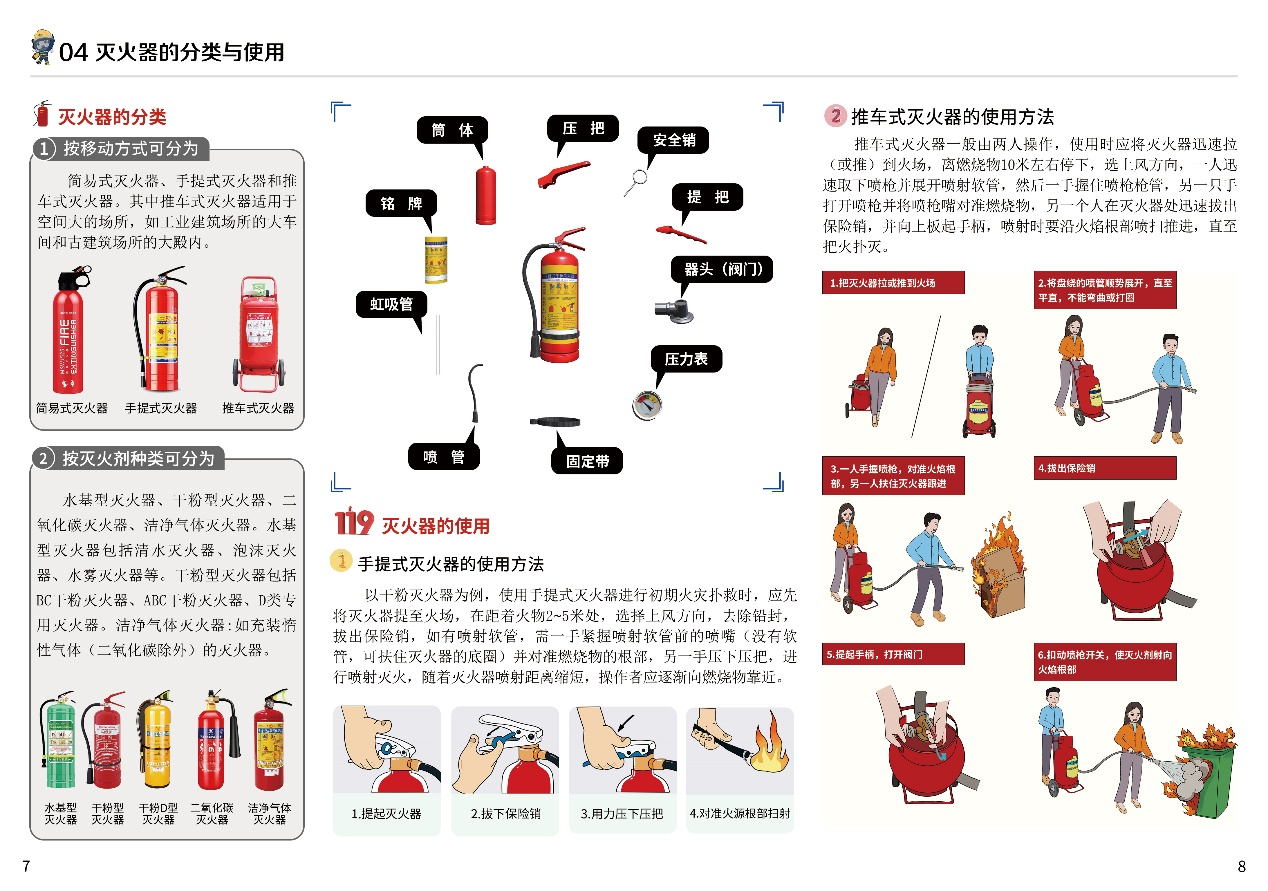 04 灭火器的分类与使用
灭火器的分类
1 按移动方式可分为
简易式灭火器、手提式灭火器和推
车式灭火器。其中推车式灭火器适用于
空间大的场所，如工业建筑场所的大车
间和古建筑场所的大殿内。
FIRE
EXTINGUISHER
简易式灭火器
手提式灭火器
推车式灭火器
2 按灭火剂种类可分为
水基型灭火器、干粉型灭火器、二
氧化碳灭火器、洁净气体灭火器。水基
型灭火器包括清水灭火器、泡沫灭火
器、水雾灭火器等。干粉型灭火器包括
BC干粉灭火器、ABC干粉灭火器、D类专
用灭火器。洁净气体灭火器:如充装惰
性气体（二氧化碳除外）的灭火器。
水基型
灭火器
干粉型
灭火器
干粉D型
灭火器
二氧化碳
灭火器
洁净气体
灭火器
7
筒 体
压 把
安全销
铭 牌
提 把
器头（阀门）
虹吸管
压力表
喷 管
固定带
119 灭火器的使用
1 手提式灭火器的使用方法
以干粉灭火器为例，使用手提式灭火器进行初期火灾扑救时，应先
将灭火器提至火场，在距着火物2~5米处，选择上风方向，去除铅封，
拔出保险销，如有喷射软管，需一手紧握喷射软管前的喷嘴（没有软
管，可扶住灭火器的底圈）并对准燃烧物的根部，另一手压下压把，进
行喷射灭火，随着灭火器喷射距离缩短，操作者应逐渐向燃烧物靠近。
1.提起灭火器
2.拔下保险销
3.用力压下压把
4.对准火源根部扫射
2 推车式灭火器的使用方法
推车式灭火器一般由两人操作，使用时应将灭火器迅速拉
（或推）到火场，离燃烧物10米左右停下，选上风方向，一人迅
速取下喷枪并展开喷射软管，然后一手握住喷枪枪管，另一只手
打开喷枪并将喷枪嘴对准燃烧物，另一个人在灭火器处迅速拔出
保险销，并向上板起手柄，喷射时要沿火焰根部喷扫推进，直至
把火扑灭。
1.把灭火器拉或推到火场
2.将盘绕的喷管顺势展开，直至
平直，不能弯曲或打圈
3.一人手握喷枪，对准火焰根
部，另一人扶住灭火器跟进
4.拔出保险销
5.提起手柄，打开阀门
6.扣动喷枪开关，使灭火剂射向
火焰根部
8